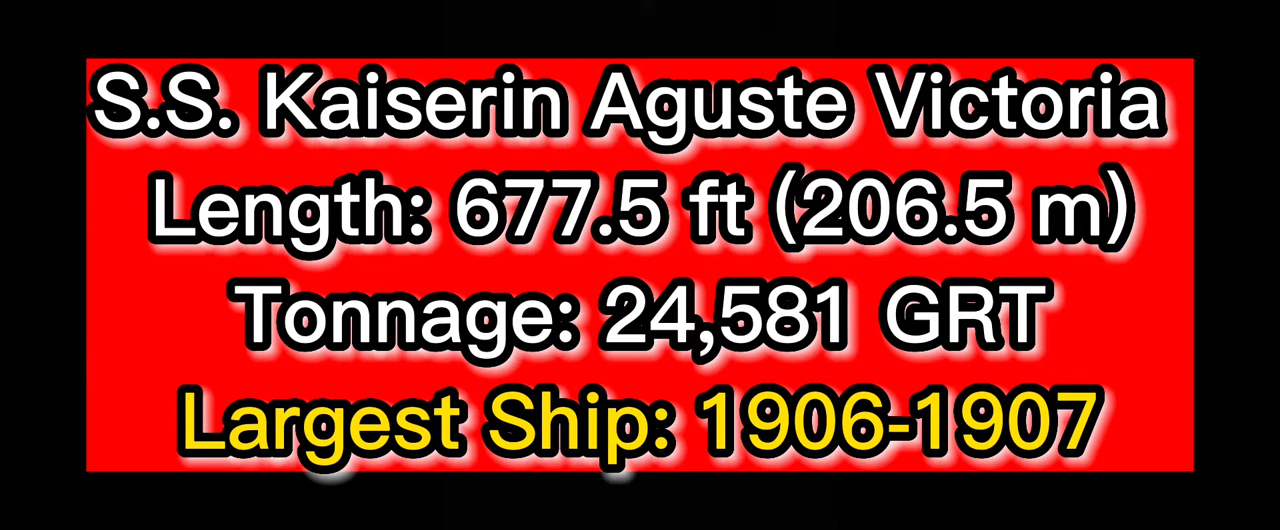 S.S. Kaiserin Aguste Victoria
Length: 677.5 ft (206.5 m)
Tonnage: 24,581 GRT
Largest Ship: 1906-1907